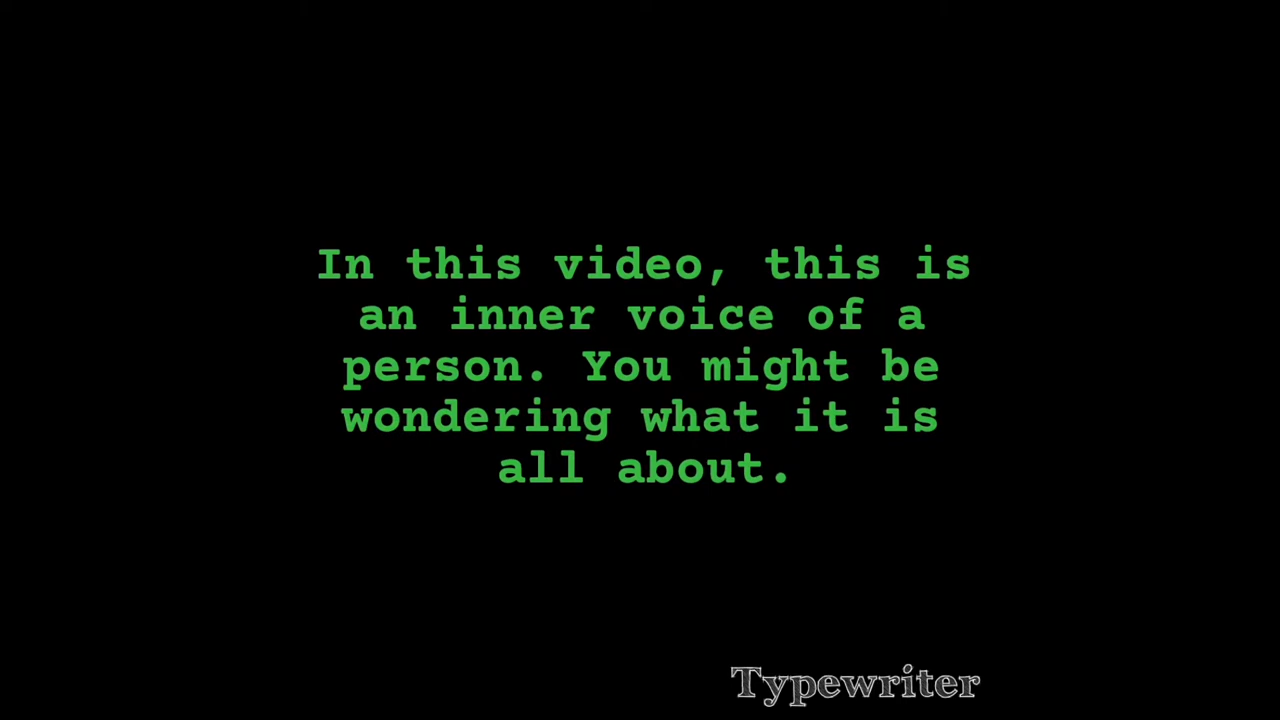 In this video, this is
an inner voice of a
person. You might be
wondering what it is
all about.
Typewriter